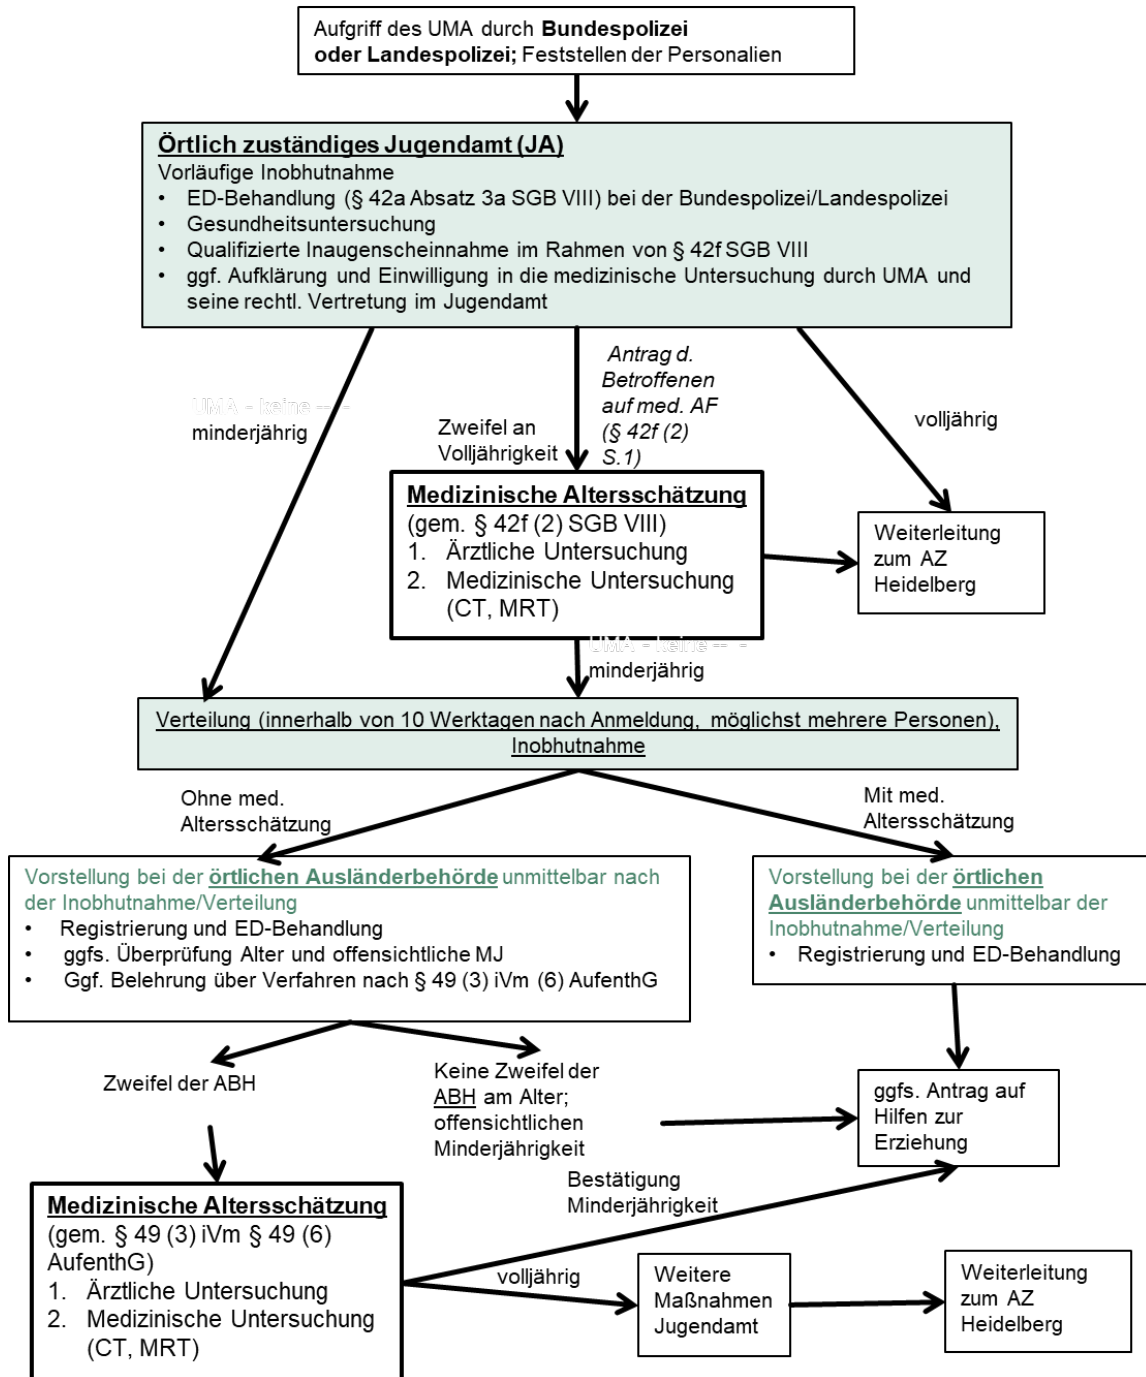 Aufgriff des UMA durch Bundespolizei
oder Landespolizei; Feststellen der Personalien
Örtlich zuständiges Jugendamt (JA)
Vorläufige Inobhutnahme
• ED-Behandlung (§ 42a Absatz 3a SGB VIII) bei der Bundespolizei/Landespolizei
• Gesundheitsuntersuchung
• Qualifizierte Inaugenscheinnahme im Rahmen von § 42f SGB VIII
• ggf. Aufklärung und Einwilligung in die medizinische Untersuchung durch UMA und
seine rechtl. Vertretung im Jugendamt
UMA - keine
minderjährig
Zweifel an
Volljährigkeit
Antrag d.
Betroffenen
auf med. AF
(§ 42f (2)
S.1)
volljährig
Medizinische Altersschätzung
(gem. § 42f (2) SGB VIII)
1. Ärztliche Untersuchung
2. Medizinische Untersuchung
(CT, MRT)
Weiterleitung
zum AZ
Heidelberg
UMA - keine
minderjährig
Verteilung (innerhalb von 10 Werktagen nach Anmeldung, möglichst mehrere Personen),
Inobhutnahme
Ohne med.
Altersschätzung
Mit med.
Altersschätzung
Vorstellung bei der örtlichen Ausländerbehörde unmittelbar nach
der Inobhutnahme/Verteilung
• Registrierung und ED-Behandlung
• ggfs. Überprüfung Alter und offensichtliche MJ
• Ggf. Belehrung über Verfahren nach § 49 (3) iVm (6) AufenthG
Vorstellung bei der örtlichen
Ausländerbehörde unmittelbar der
Inobhutnahme/Verteilung
• Registrierung und ED-Behandlung
Zweifel der ABH
Keine Zweifel der
ABH am Alter;
offensichtlichen
Minderjährigkeit
ggfs. Antrag auf
Hilfen zur
Erziehung
Bestätigung
Minderjährigkeit
Medizinische Altersschätzung
(gem. § 49 (3) iVm § 49 (6)
AufenthG)
1. Ärztliche Untersuchung
2. Medizinische Untersuchung
(CT, MRT)
volljährig
Weitere
Maßnahmen
Jugendamt
Weiterleitung
zum AZ
Heidelberg